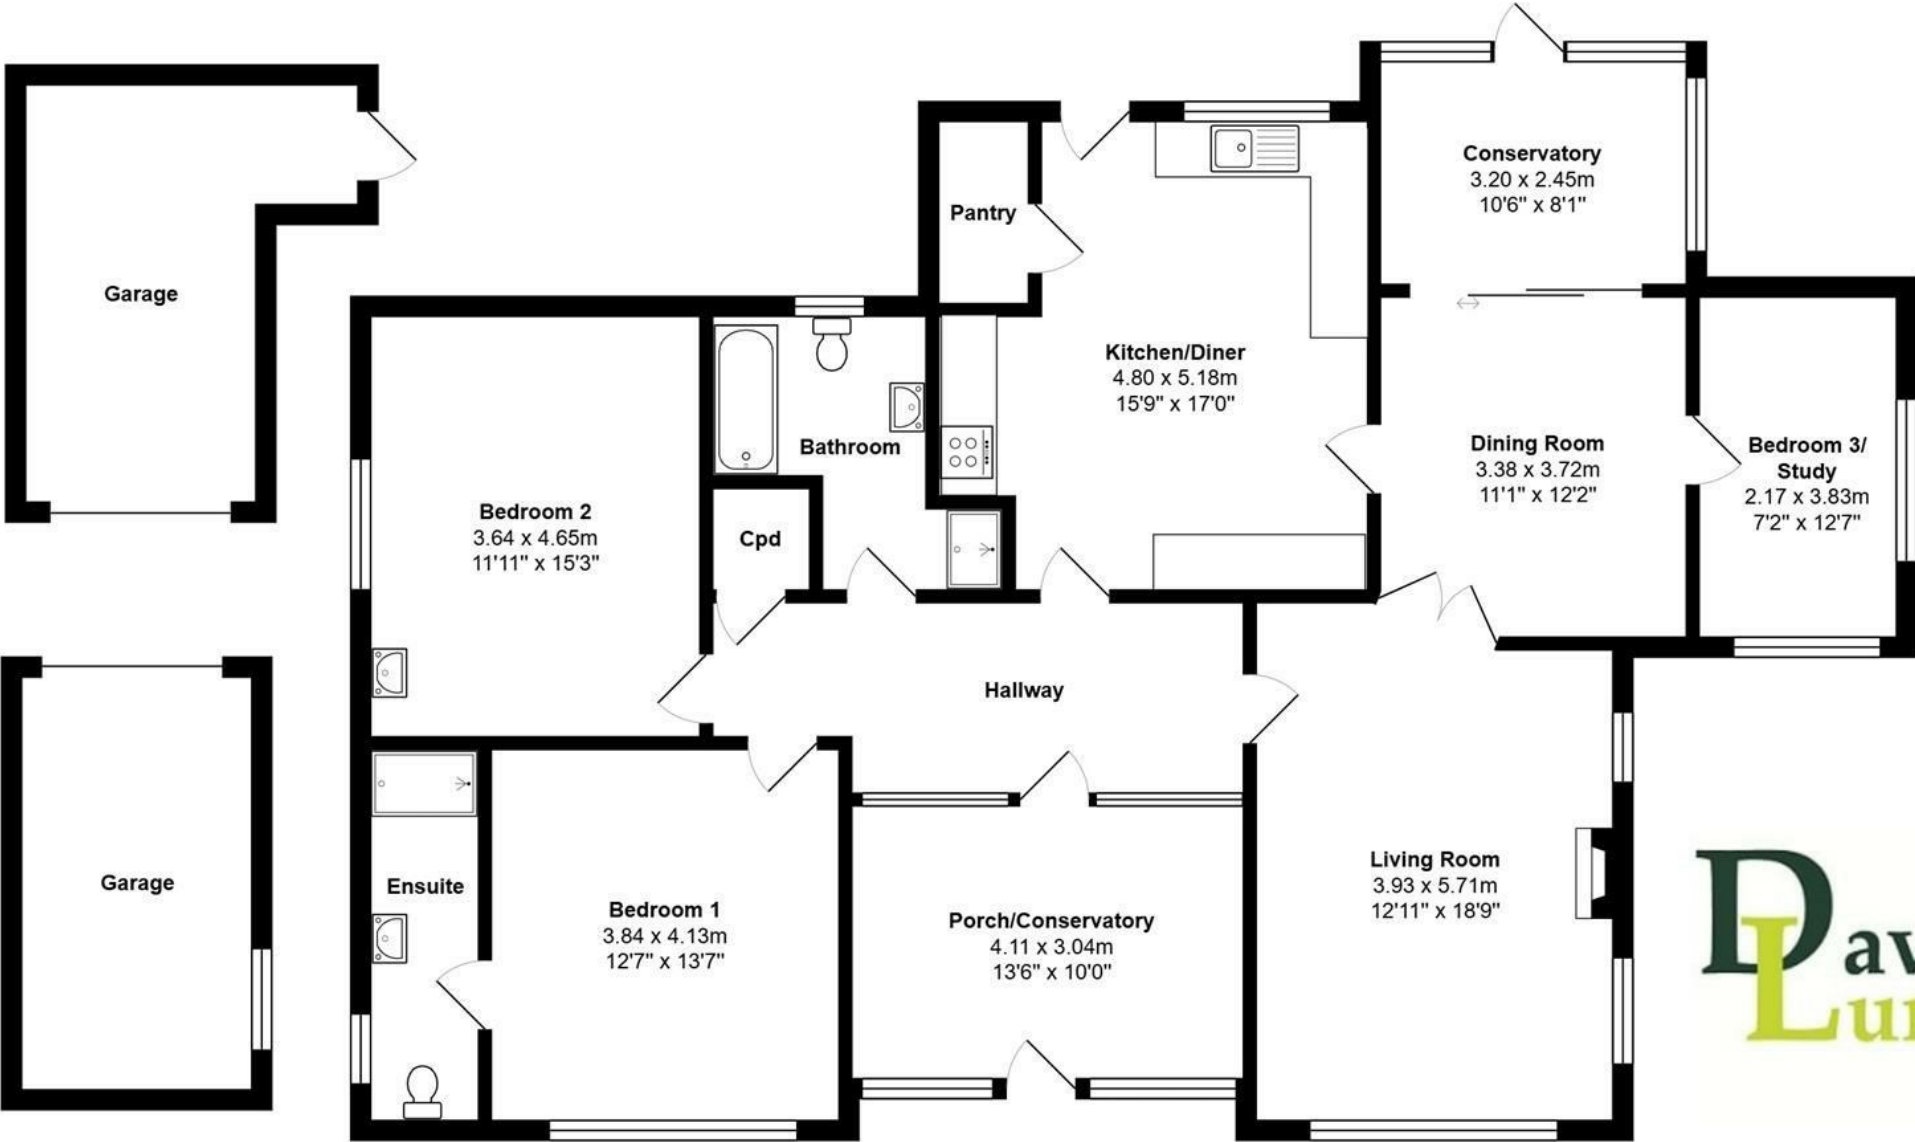 Conservatory
3.20 x 2.45m
10'6" x 8'1"
Pantry
Garage
Kitchen/Diner
4.80 x 5.18m
15'9" x 17'0"
Bathroom
Dining Room
3.38 x 3.72m
11'1" x 12'2"
Bedroom 3/
Study
2.17 x 3.83m
7'2" x 12'7"
Bedroom 2
3.64 x 4.65m
11'11" x 15'3"
Cpd
Hallway
Garage
Ensuite
Bedroom 1
3.84 x 4.13m
12'7" x 13'7"
Porch/Conservatory
4.11 x 3.04m
13'6" x 10'0"
Living Room
3.93 x 5.71m
12'11" x 18'9"